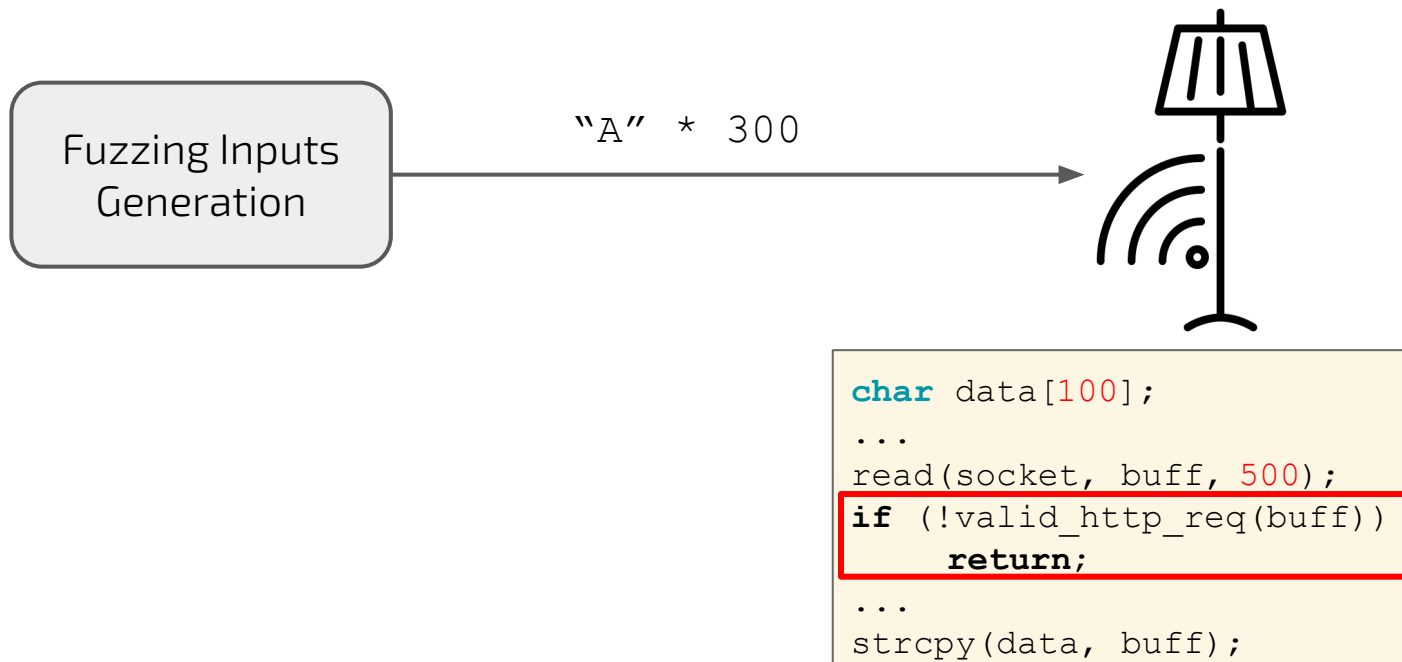 Fuzzing Inputs
Generation
“A” * 300
char data[100];
...
read(socket, buff, 500);
if (!valid_http_req(buff))
return;
...
strcpy(data, buff);